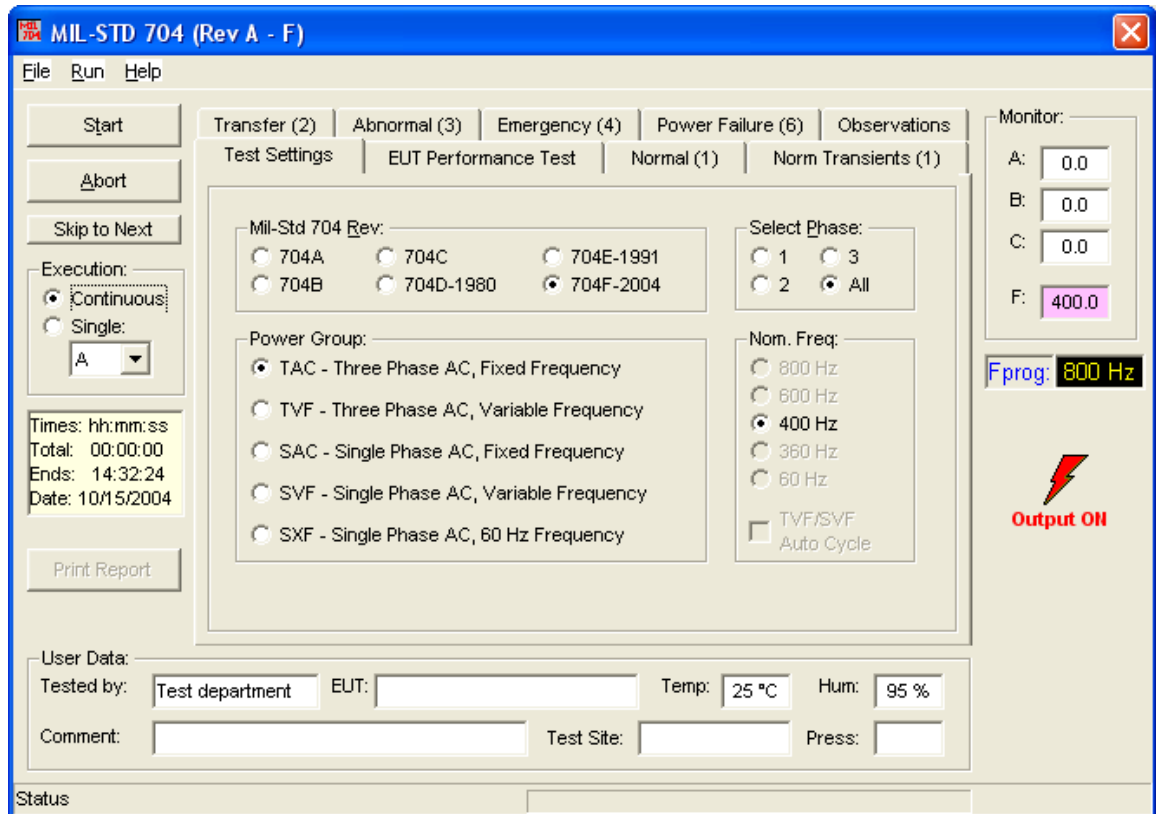 MIL 704
MIL-STD 704 (Rev A - F)
File Run Help
Start
Abort
Skip to Next
Execution:
Continuous
Single:
A
Times: hh:mm:ss
Total: 00:00:00
Ends: 14:32:24
Date: 10/15/2004
Print Report
Transfer (2) Abnormal (3) Emergency (4) Power Failure (6) Observations
Test Settings EUT Performance Test Normal (1) Norm Transients (1)
Mil-Std 704 Rev:
704A 704C 704E-1991
704B 704D-1980 704F-2004
Select Phase:
1 3
2 All
Power Group:
TAC - Three Phase AC, Fixed Frequency
TVF - Three Phase AC, Variable Frequency
SAC - Single Phase AC, Fixed Frequency
SVF - Single Phase AC, Variable Frequency
SXF - Single Phase AC, 60 Hz Frequency
Nom. Freq:
800 Hz
600 Hz
400 Hz
360 Hz
60 Hz
TVF/SVF
Auto Cycle
Monitor:
A: 0.0
B: 0.0
C: 0.0
F: 400.0
Fprog: 800 Hz
Output ON
User Data:
Tested by: Test department EUT: Temp: 25 °C Hum: 95 %
Comment: Test Site: Press:
Status